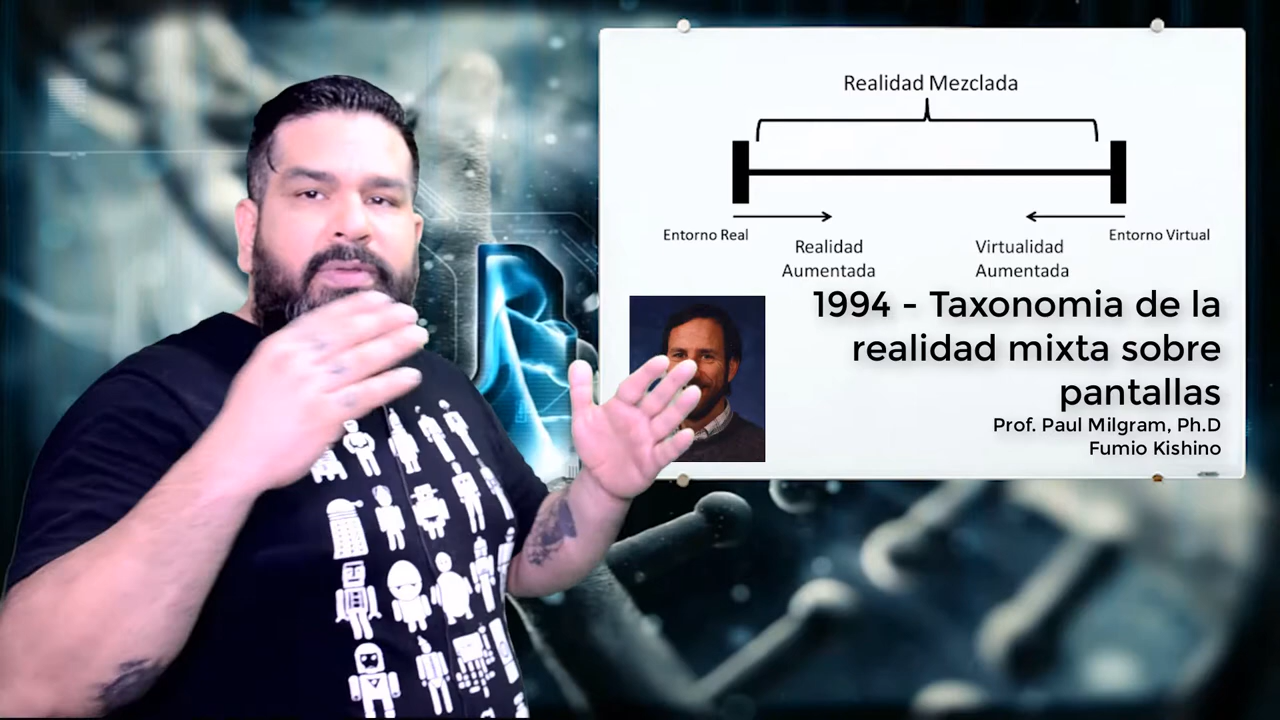 Realidad Mezclada
Entorno Real
Entorno Virtual
Realidad
Aumentada
Virtualidad
Aumentada
1994 - Taxonomia de la
realidad mixta sobre
pantallas
Prof. Paul Milgram, Ph.D
Fumio Kishino